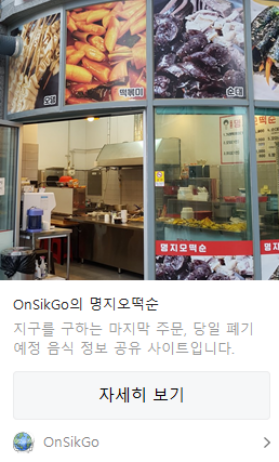 오뎅
떡볶이
순대
명지오떡순
OnSikGo의 명지오떡순
지구를 구하는 마지막 주문, 당일 폐기
예정 음식 정보 공유 사이트입니다.
자세히 보기
OnSikGo